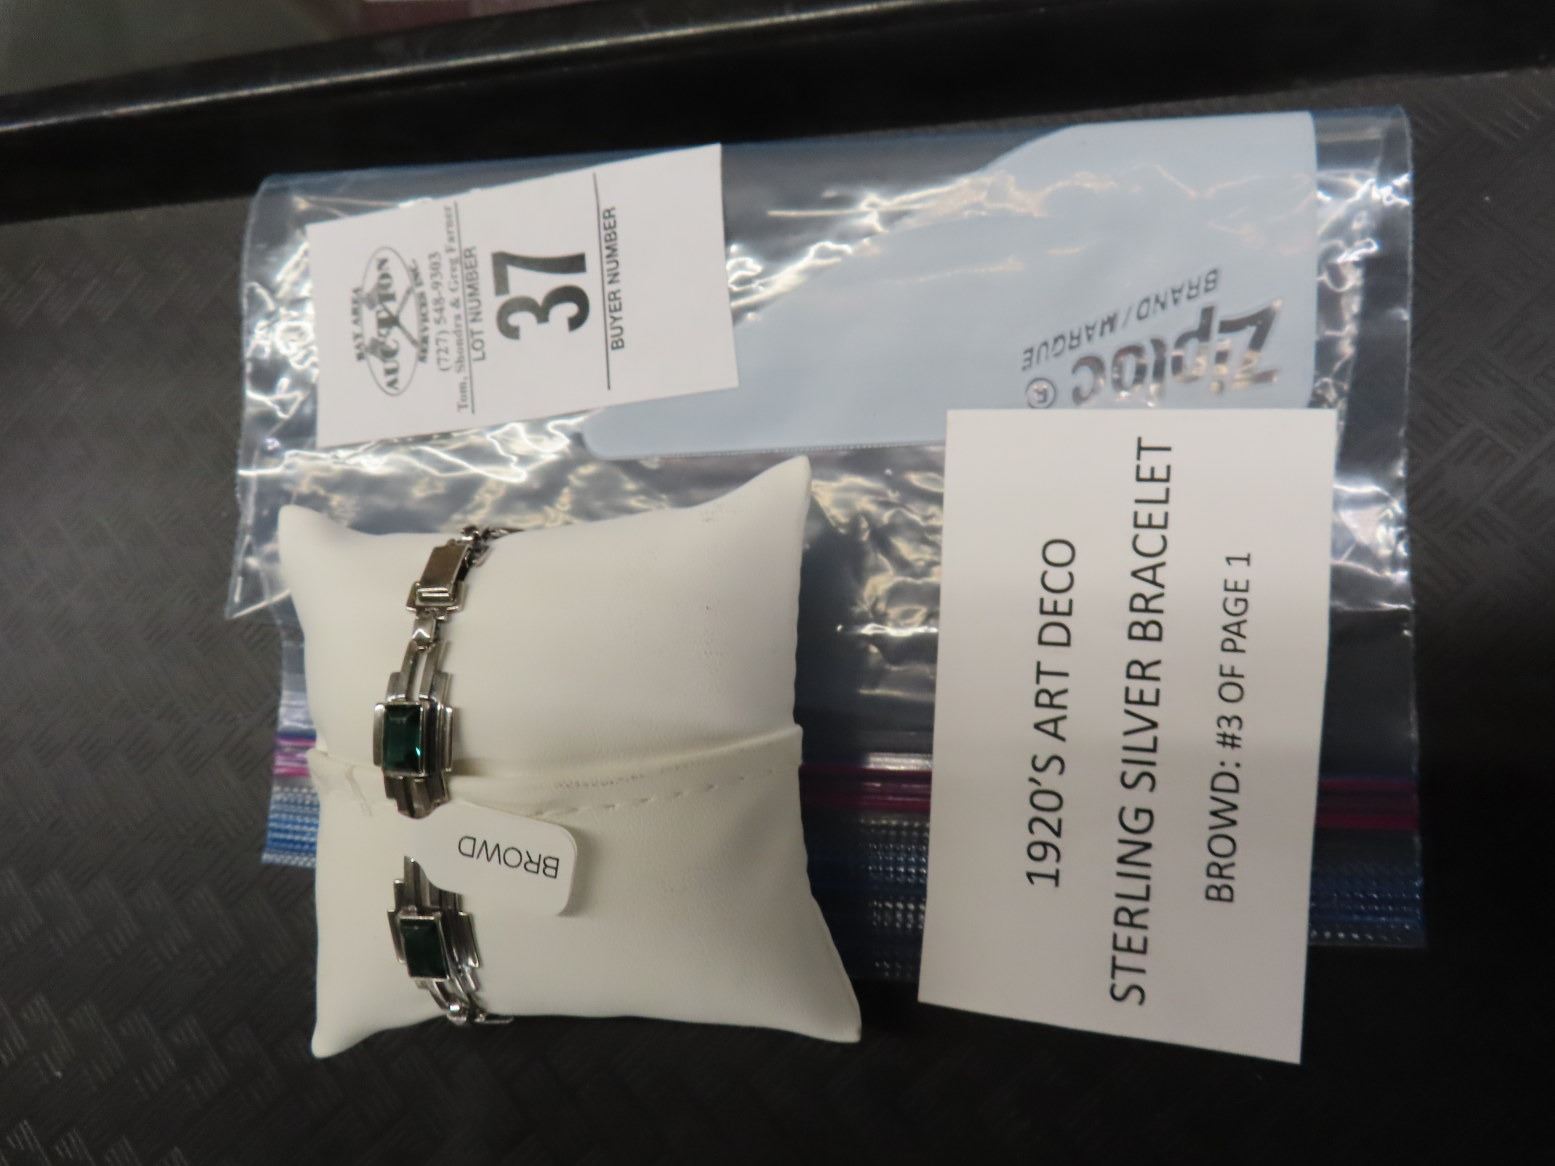 BAY AREA
AUCTION
SERVICES INC.
(727) 548-9303
Tom, Shondra & Greg Farner
LOT NUMBER
37
BUYER NUMBER
Ziploc®
BRAND/MARQUE
BROWD
1920'S ART DECO
STERLING SILVER BRACELET
BROWD: #3 OF PAGE 1